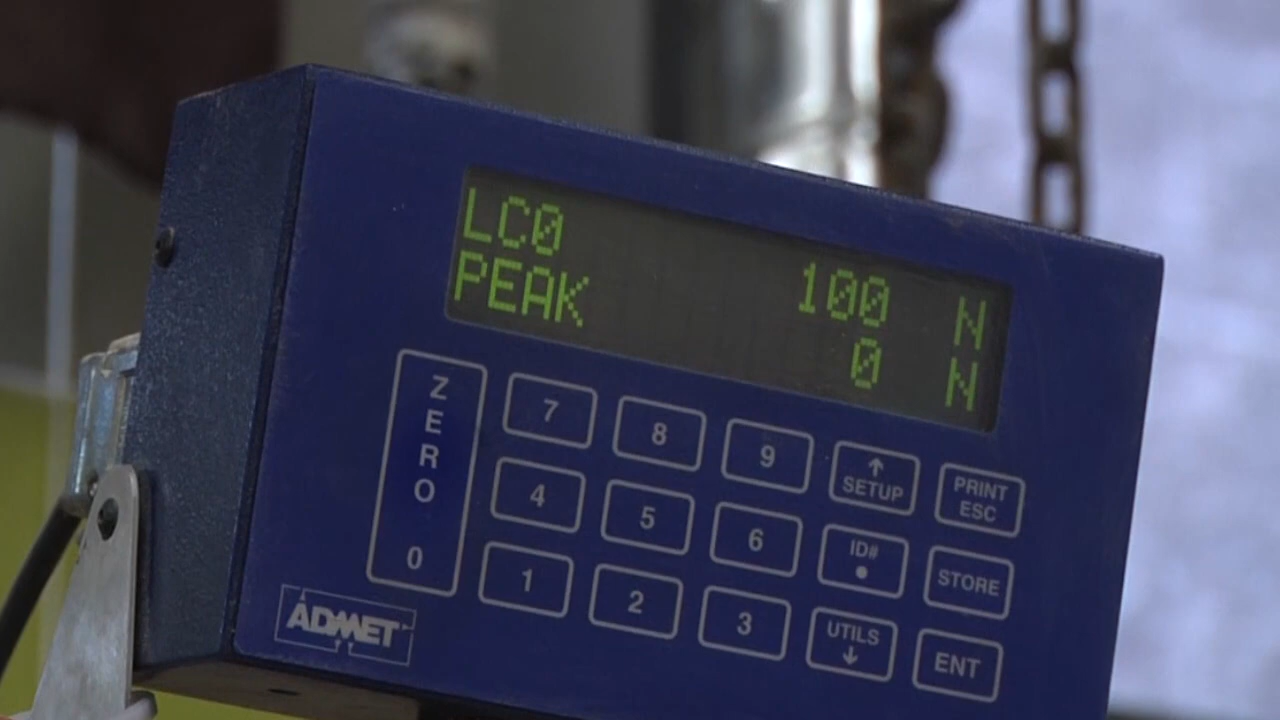 LC0 100 N
PEAK 0 N
ZERO 0
7 8 9 ↑ SETUP PRINT ESC
4 5 6 ID# • STORE
1 2 3 UTILS ↓ ENT
ADMET